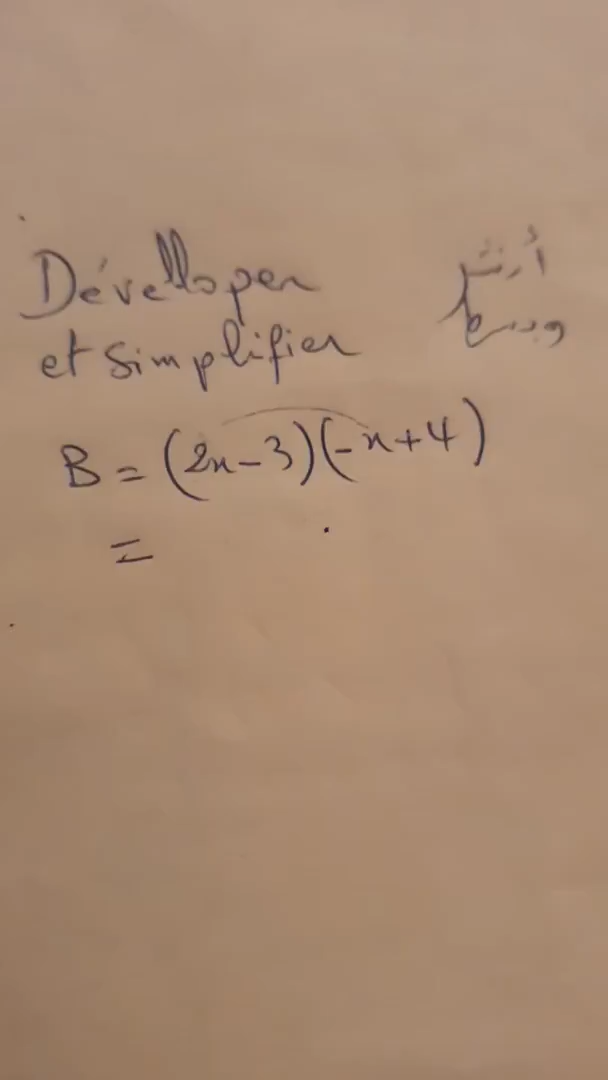 Dévelloper
et simplifier
أنشر
وبسط
B = (2x - 3)(-x + 4)
=